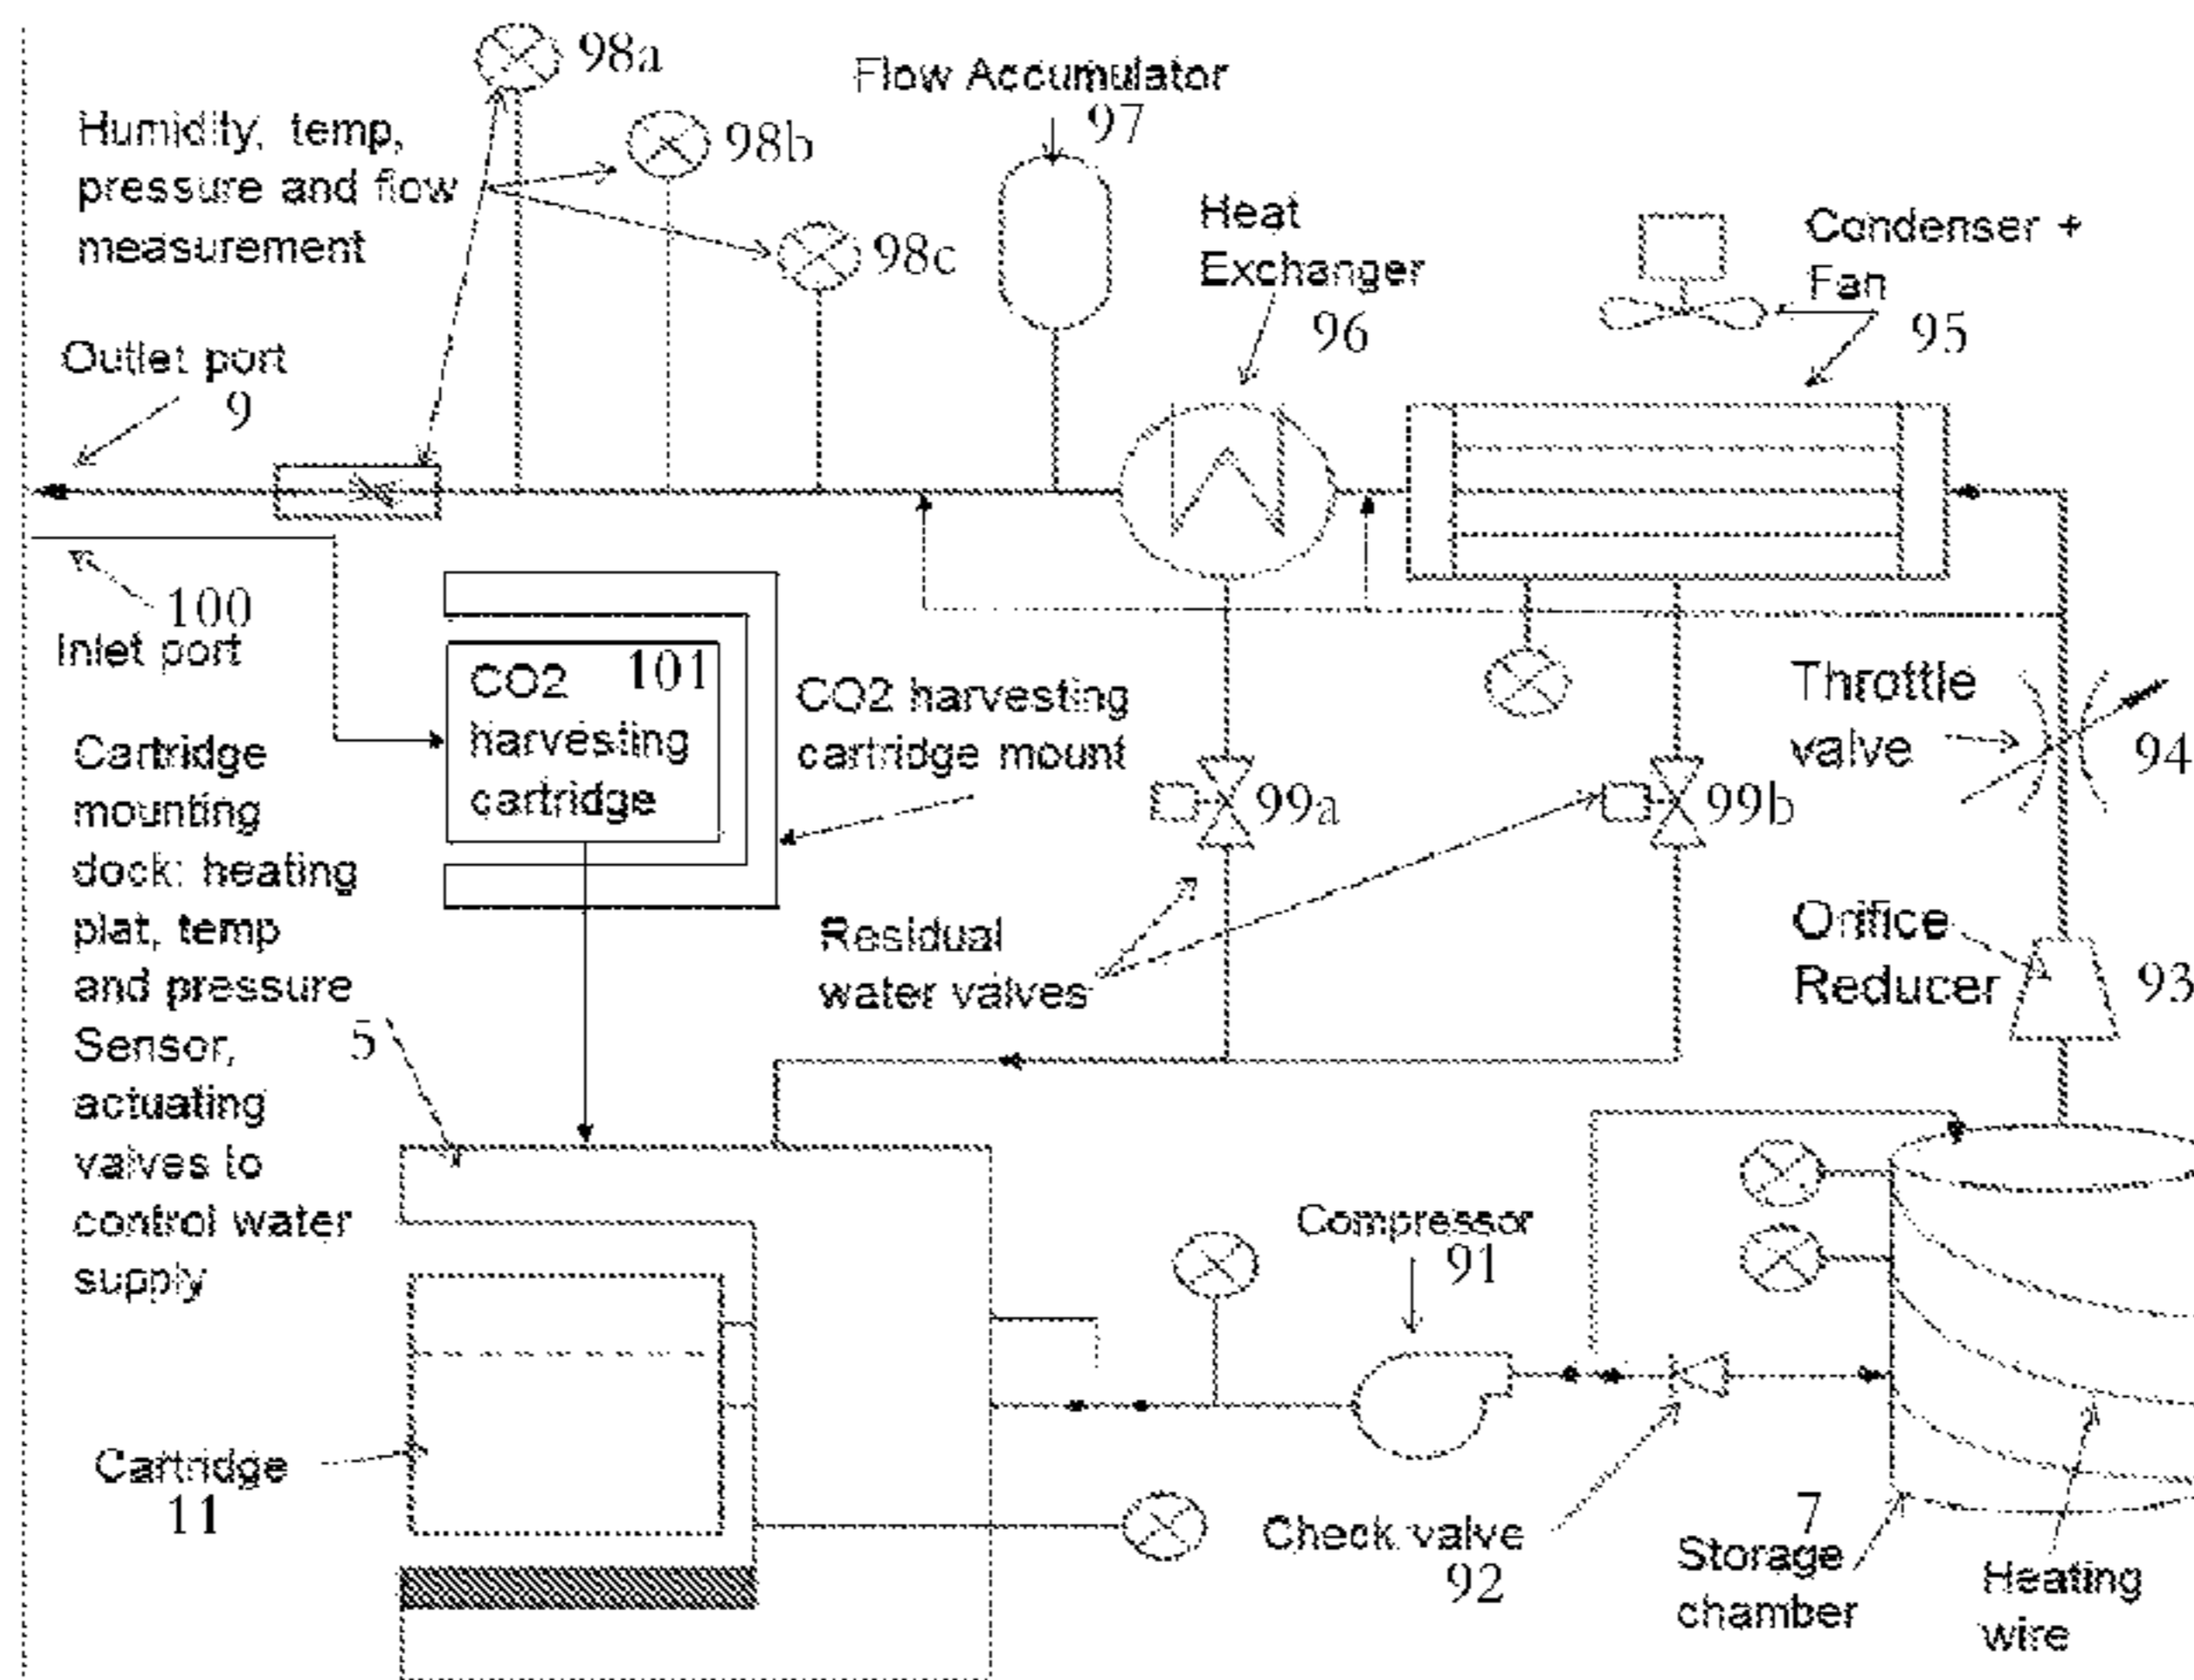 98a
Humidity, temp,
pressure and flow
measurement
98b
98c
Flow Accumulator
97
Heat
Exchanger
96
Condenser +
Fan
95
Outlet port
9
100
Inlet port
CO2 101
harvesting
cartridge
CO2 harvesting
cartridge mount
99a
99b
Throttle
valve
94
Residual
water valves
Orifice
Reducer
93
Cartridge
mounting
dock: heating
plat, temp
and pressure
Sensor,
actuating
valves to
control water
supply
5
Cartridge
11
Compressor
91
Check valve
92
7
Storage
chamber
Heating
wire